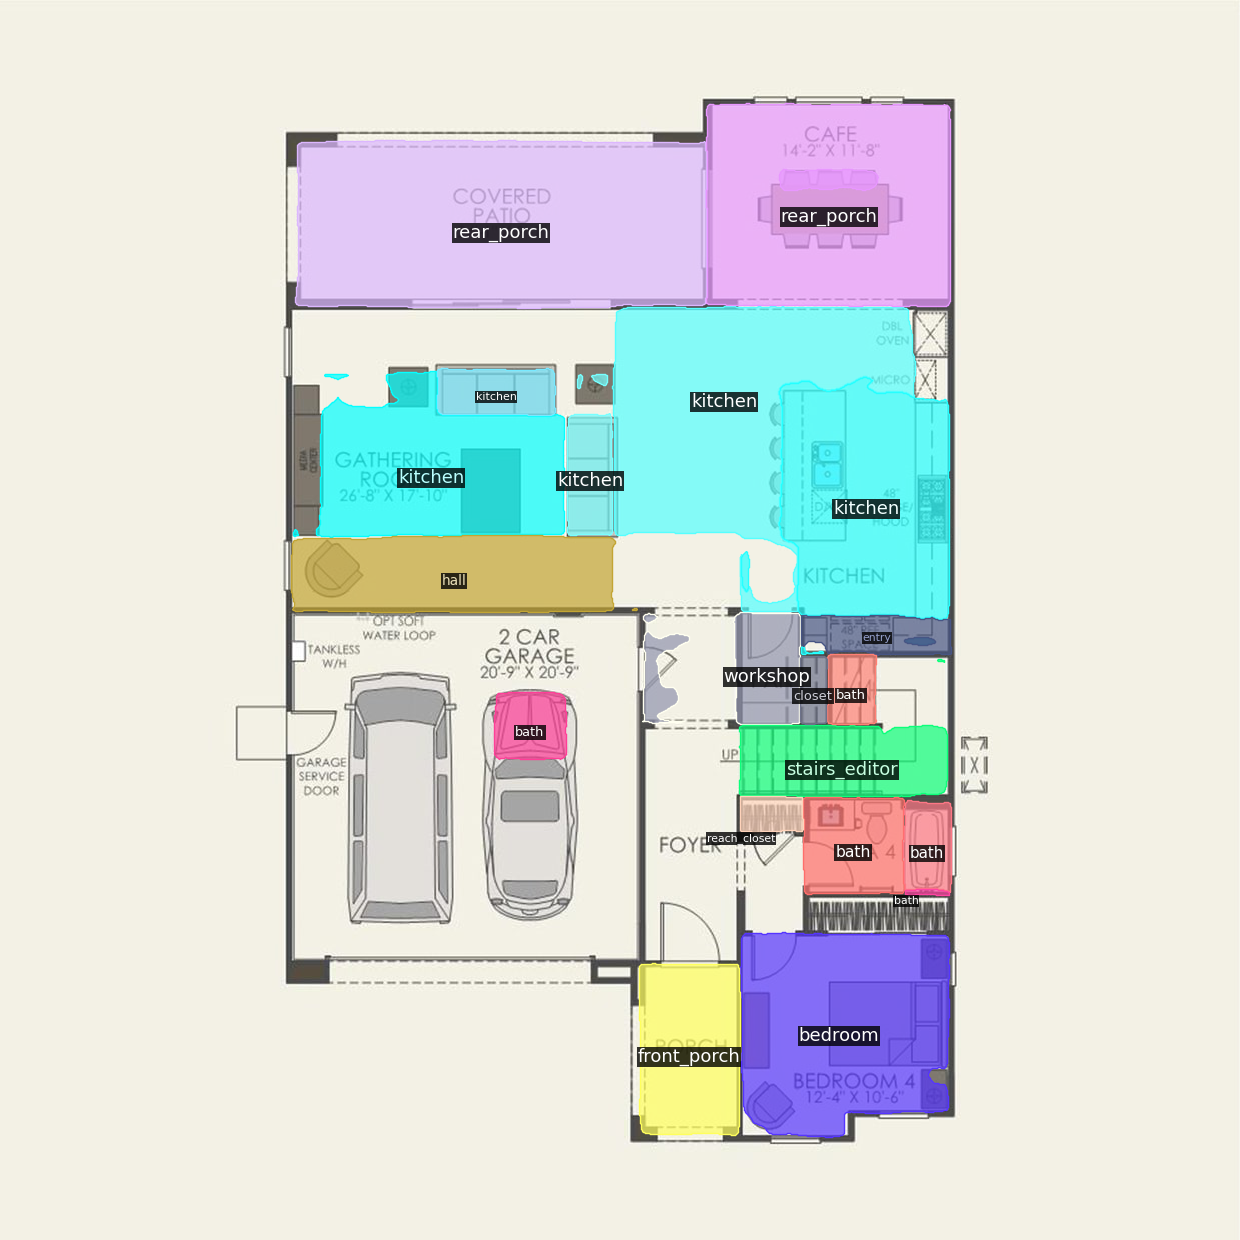 CAFE
14'-2" X 11'-8"
COVERED
PATIO
rear_porch
rear_porch
DBL
OVEN
MICRO
kitchen
kitchen
GATHERING
kitchen
kitchen
26'-8" X 17'-10"
MEDIA
CENTER
48"
kitchen
HOOD
KITCHEN
hall
OPT SOFT
WATER LOOP
TANKLESS
W/H
2 CAR
GARAGE
20'-9" X 20'-9"
48" REF
entry
workshop
closet
bath
bath
GARAGE
SERVICE
DOOR
UP
stairs_editor
FOYER
reach_closet
bath
4
bath
bath
PORCH
front_porch
bedroom
BEDROOM 4
12'-4" X 10'-6"